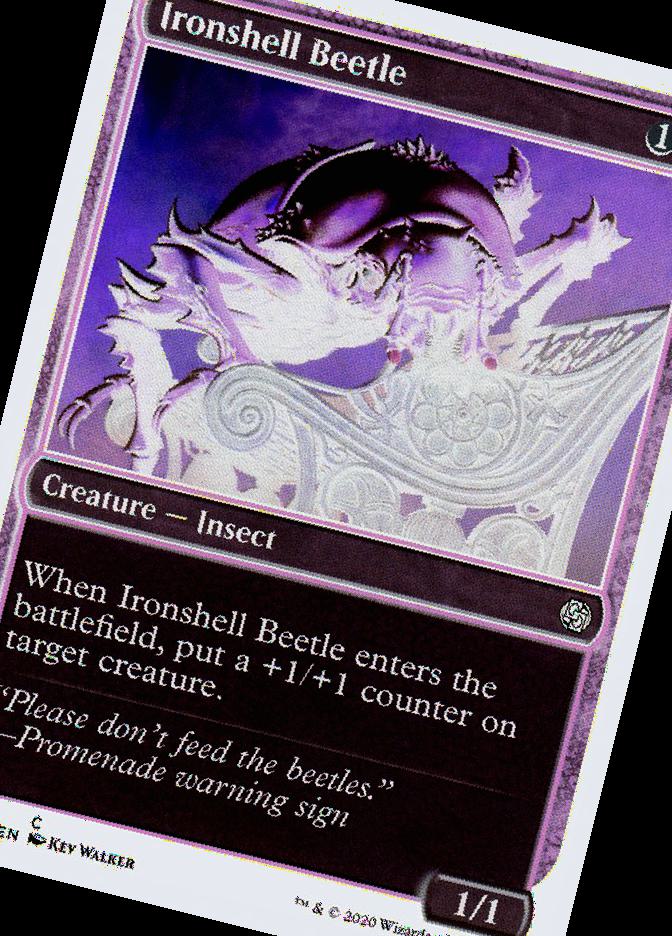 Ironshell Beetle
1
Creature — Insect
When Ironshell Beetle enters the
battlefield, put a +1/+1 counter on
target creature.
“Please don’t feed the beetles.”
—Promenade warning sign
C
EN Kev Walker
1/1
™ & © 2020 Wizards